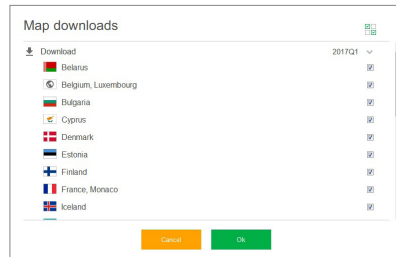 Map downloads
Download 2017Q1
Belarus
Belgium, Luxembourg
Bulgaria
Cyprus
Denmark
Estonia
Finland
France, Monaco
Iceland
Cancel Ok